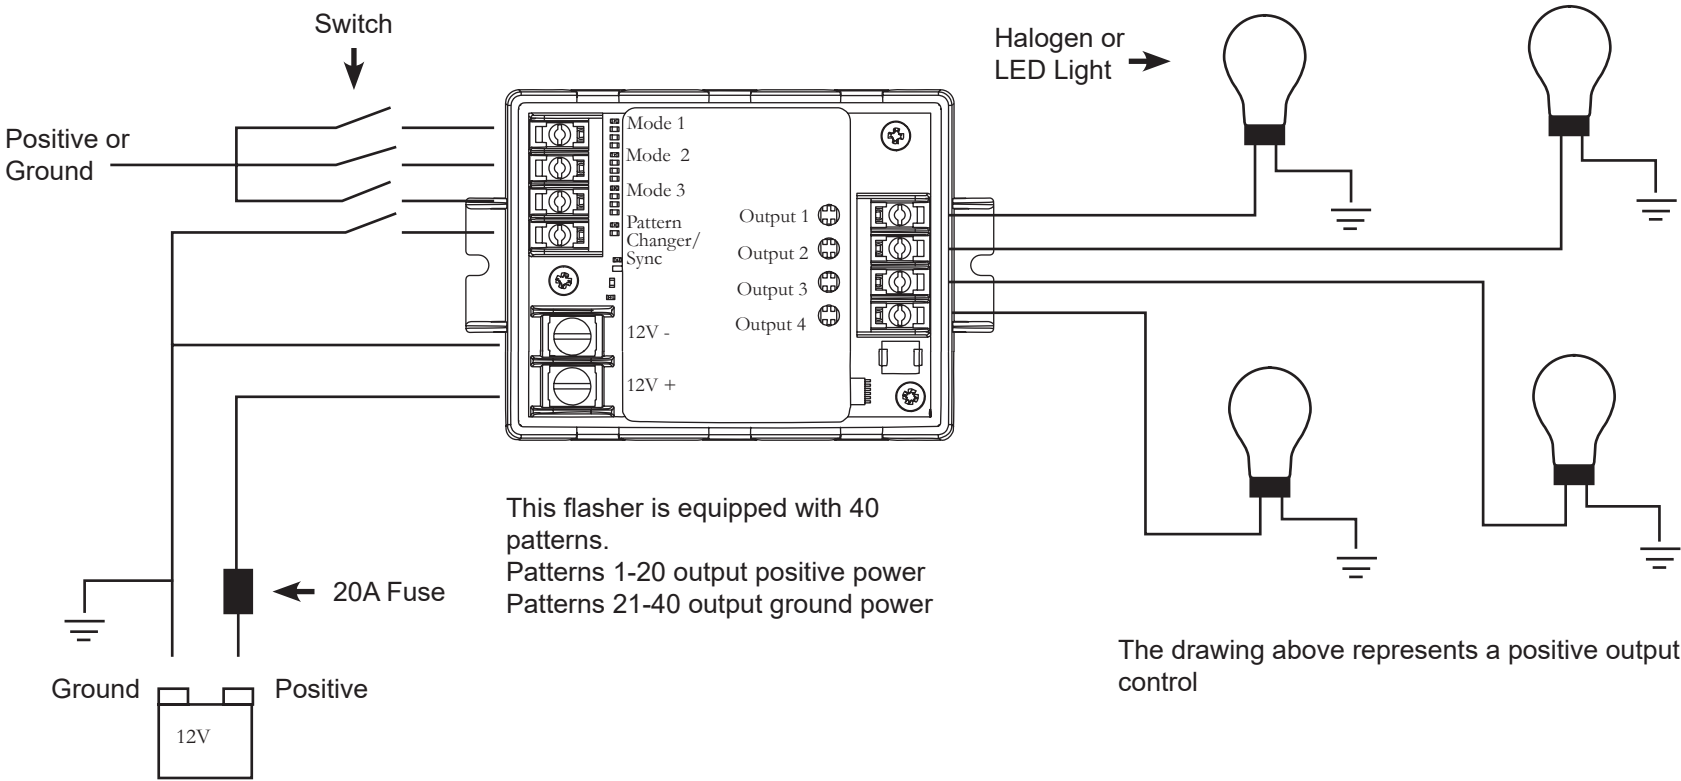 Switch
Halogen or
LED Light
Positive or
Ground
Mode 1
Mode 2
Mode 3
Pattern
Changer/
Sync
12V -
12V +
Output 1
Output 2
Output 3
Output 4
This flasher is equipped with 40
patterns.
Patterns 1-20 output positive power
Patterns 21-40 output ground power
20A Fuse
The drawing above represents a positive output
control
Ground
Positive
12V